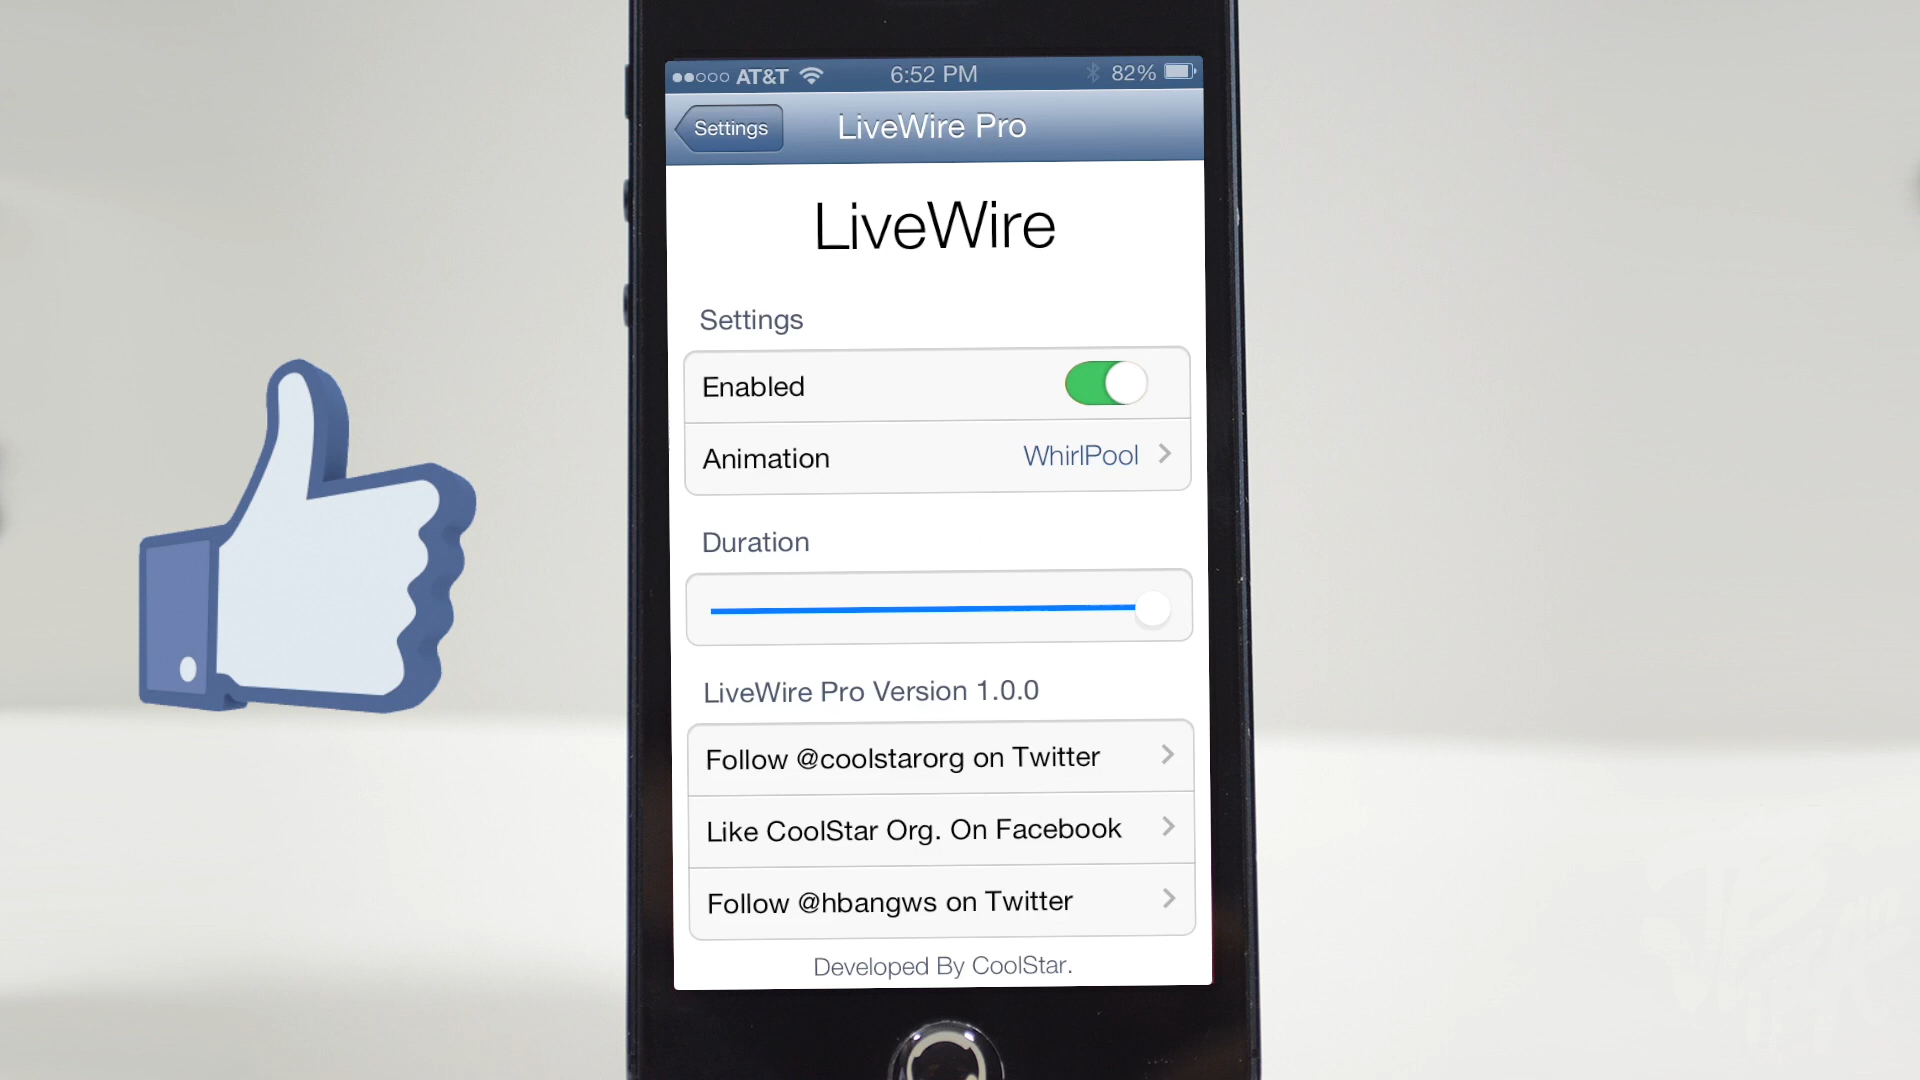 AT&T 6:52 PM 82%
Settings LiveWire Pro
LiveWire
Settings
Enabled
Animation WhirlPool
Duration
LiveWire Pro Version 1.0.0
Follow @coolstarorg on Twitter
Like CoolStar Org. On Facebook
Follow @hbangws on Twitter
Developed By CoolStar.